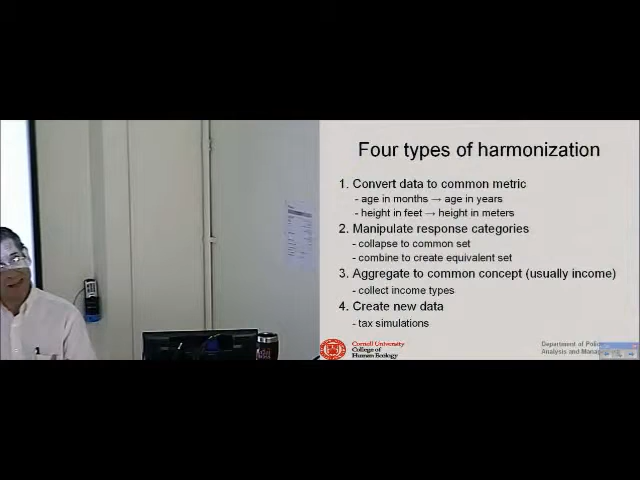 Four types of harmonization
1. Convert data to common metric
- age in months → age in years
- height in feet → height in meters
2. Manipulate response categories
- collapse to common set
- combine to create equivalent set
3. Aggregate to common concept (usually income)
- collect income types
4. Create new data
- tax simulations
Cornell University
College of
Human Ecology
Department of
Analysis and